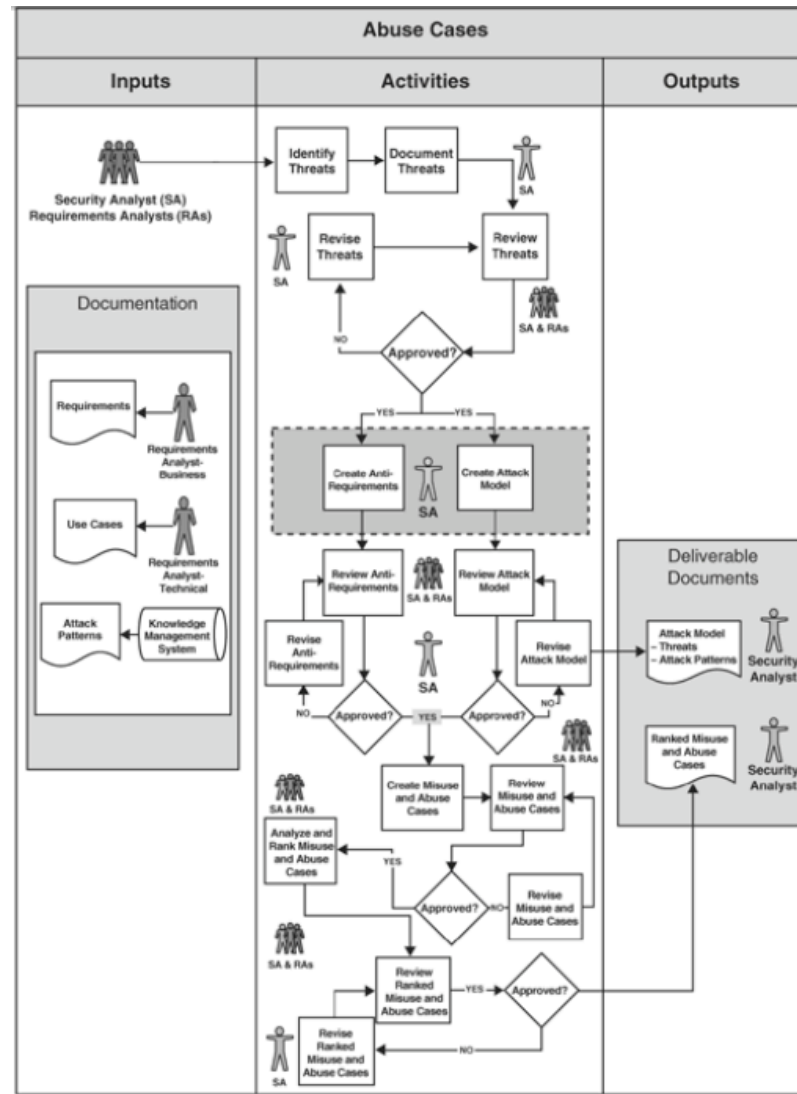 Abuse Cases
Inputs
Activities
Outputs
Security Analyst (SA)
Requirements Analysts (RAs)
Identify
Threats
Document
Threats
SA
Revise
Threats
SA
Review
Threats
SA & RAs
NO
Approved?
YES
YES
Documentation
Requirements
Requirements
Analyst-
Business
Use Cases
Requirements
Analyst-
Technical
Attack
Patterns
Knowledge
Management
System
Create Anti-
Requirements
SA
Create Attack
Model
Review Anti-
Requirements
SA & RAs
Review Attack
Model
Revise
Anti-
Requirements
SA
Revise
Attack Model
NO
Approved?
YES
Approved?
NO
SA & RAs
Deliverable
Documents
Attack Model
– Threats
– Attack Patterns
Security
Analyst
Ranked Misuse
and Abuse
Cases
Security
Analyst
Create Misuse
and Abuse
Cases
Review
Misuse and
Abuse Cases
SA & RAs
Analyze and
Rank Misuse
and Abuse
Cases
YES
Approved?
NO
Revise
Misuse and
Abuse Cases
SA & RAs
Review
Ranked
Misuse and
Abuse Cases
YES
Approved?
NO
SA
Revise
Ranked
Misuse and
Abuse Cases